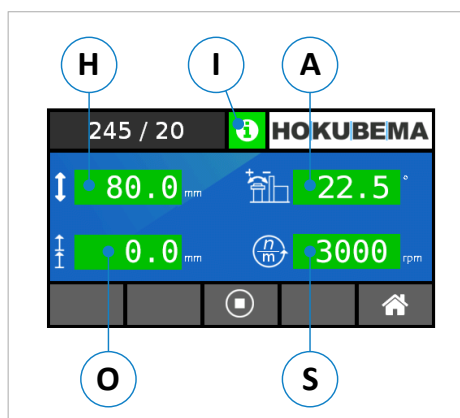 H I A
245 / 20 i HOKUBEMA
80.0 mm 22.5 °
0.0 mm n/m 3000 rpm
O S